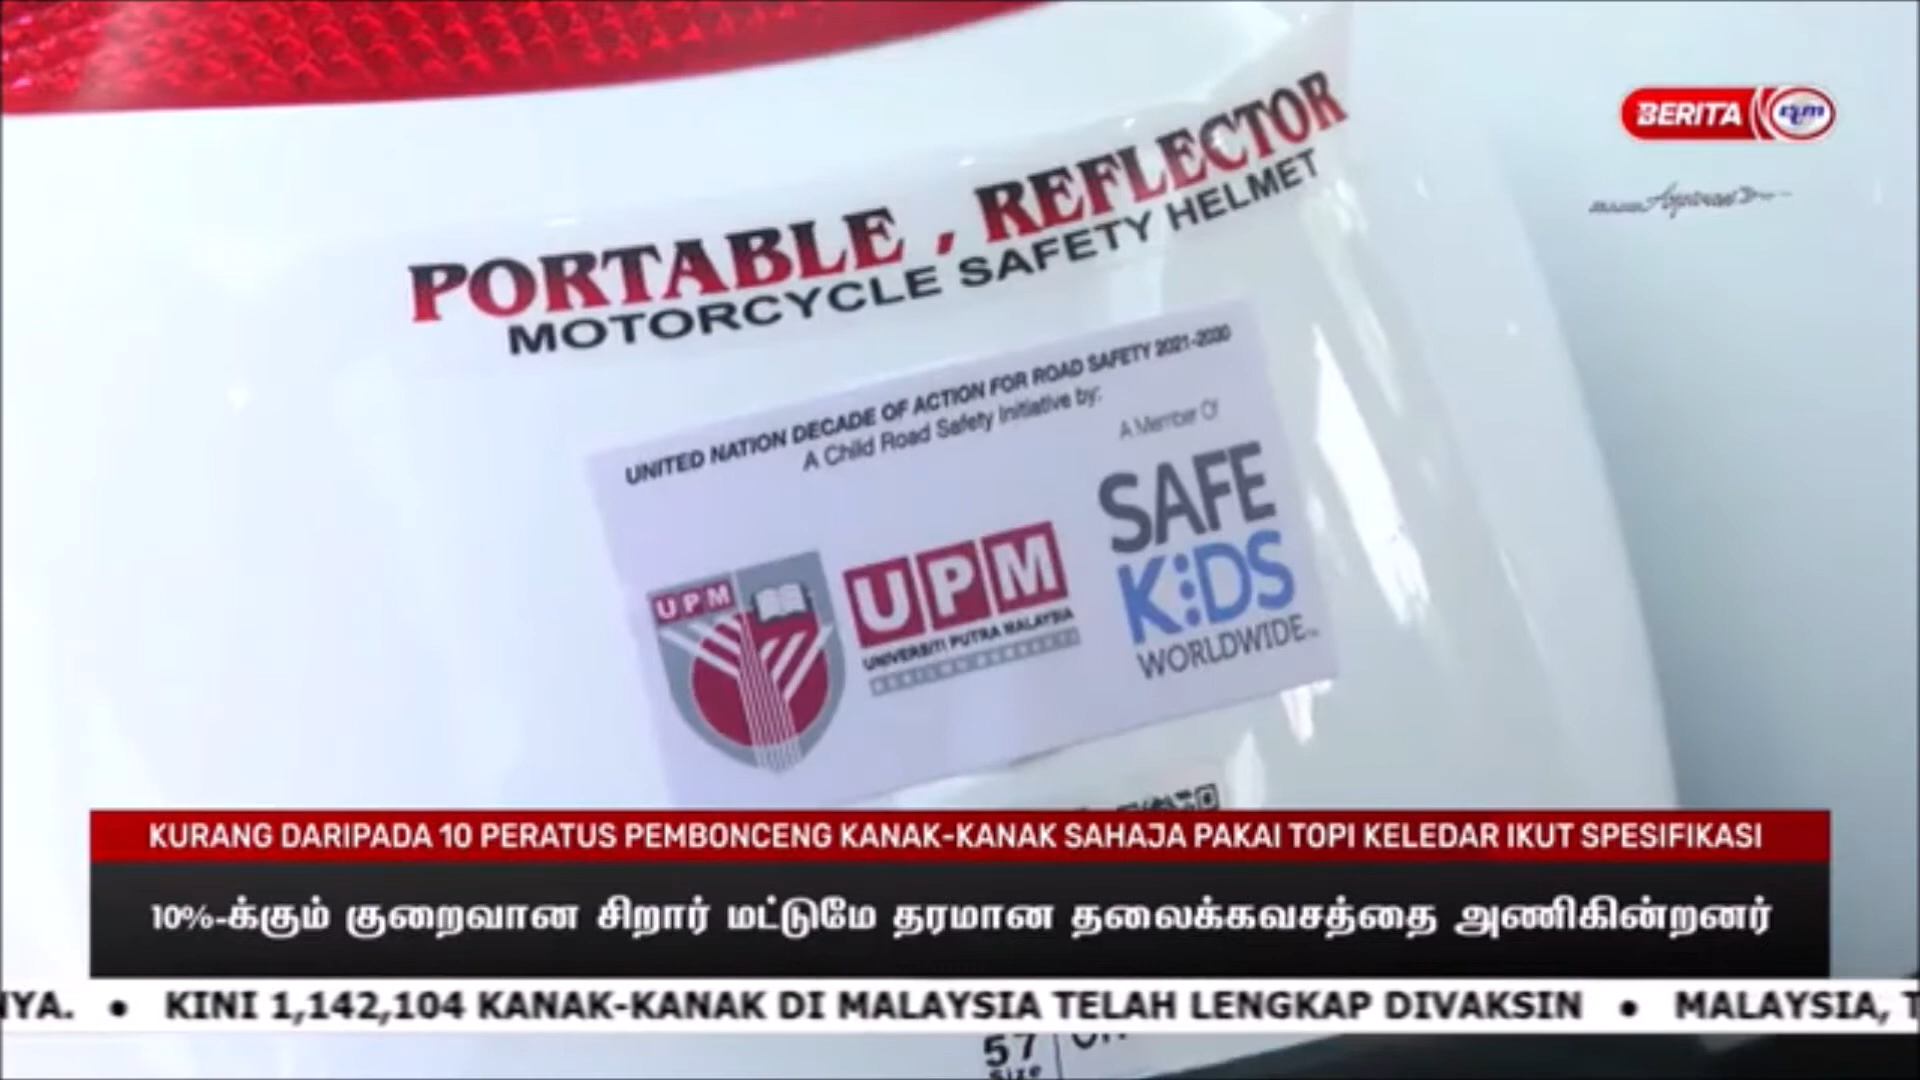 BERITA rtm
PORTABLE , REFLECTOR
MOTORCYCLE SAFETY HELMET
UNITED NATION DECADE OF ACTION FOR ROAD SAFETY 2021-2030
A Child Road Safety Initiative by:
A Member Of
SAFE
KIDS
WORLDWIDE
UPM
UPM
UNIVERSITI PUTRA MALAYSIA
KURANG DARIPADA 10 PERATUS PEMBONCENG KANAK-KANAK SAHAJA PAKAI TOPI KELEDAR IKUT SPESIFIKASI
10%-க்கும் குறைவான சிறார் மட்டுமே தரமான தலைக்கவசத்தை அணிகின்றனர்
NYA. • KINI 1,142,104 KANAK-KANAK DI MALAYSIA TELAH LENGKAP DIVAKSIN • MALAYSIA, T
57
Size